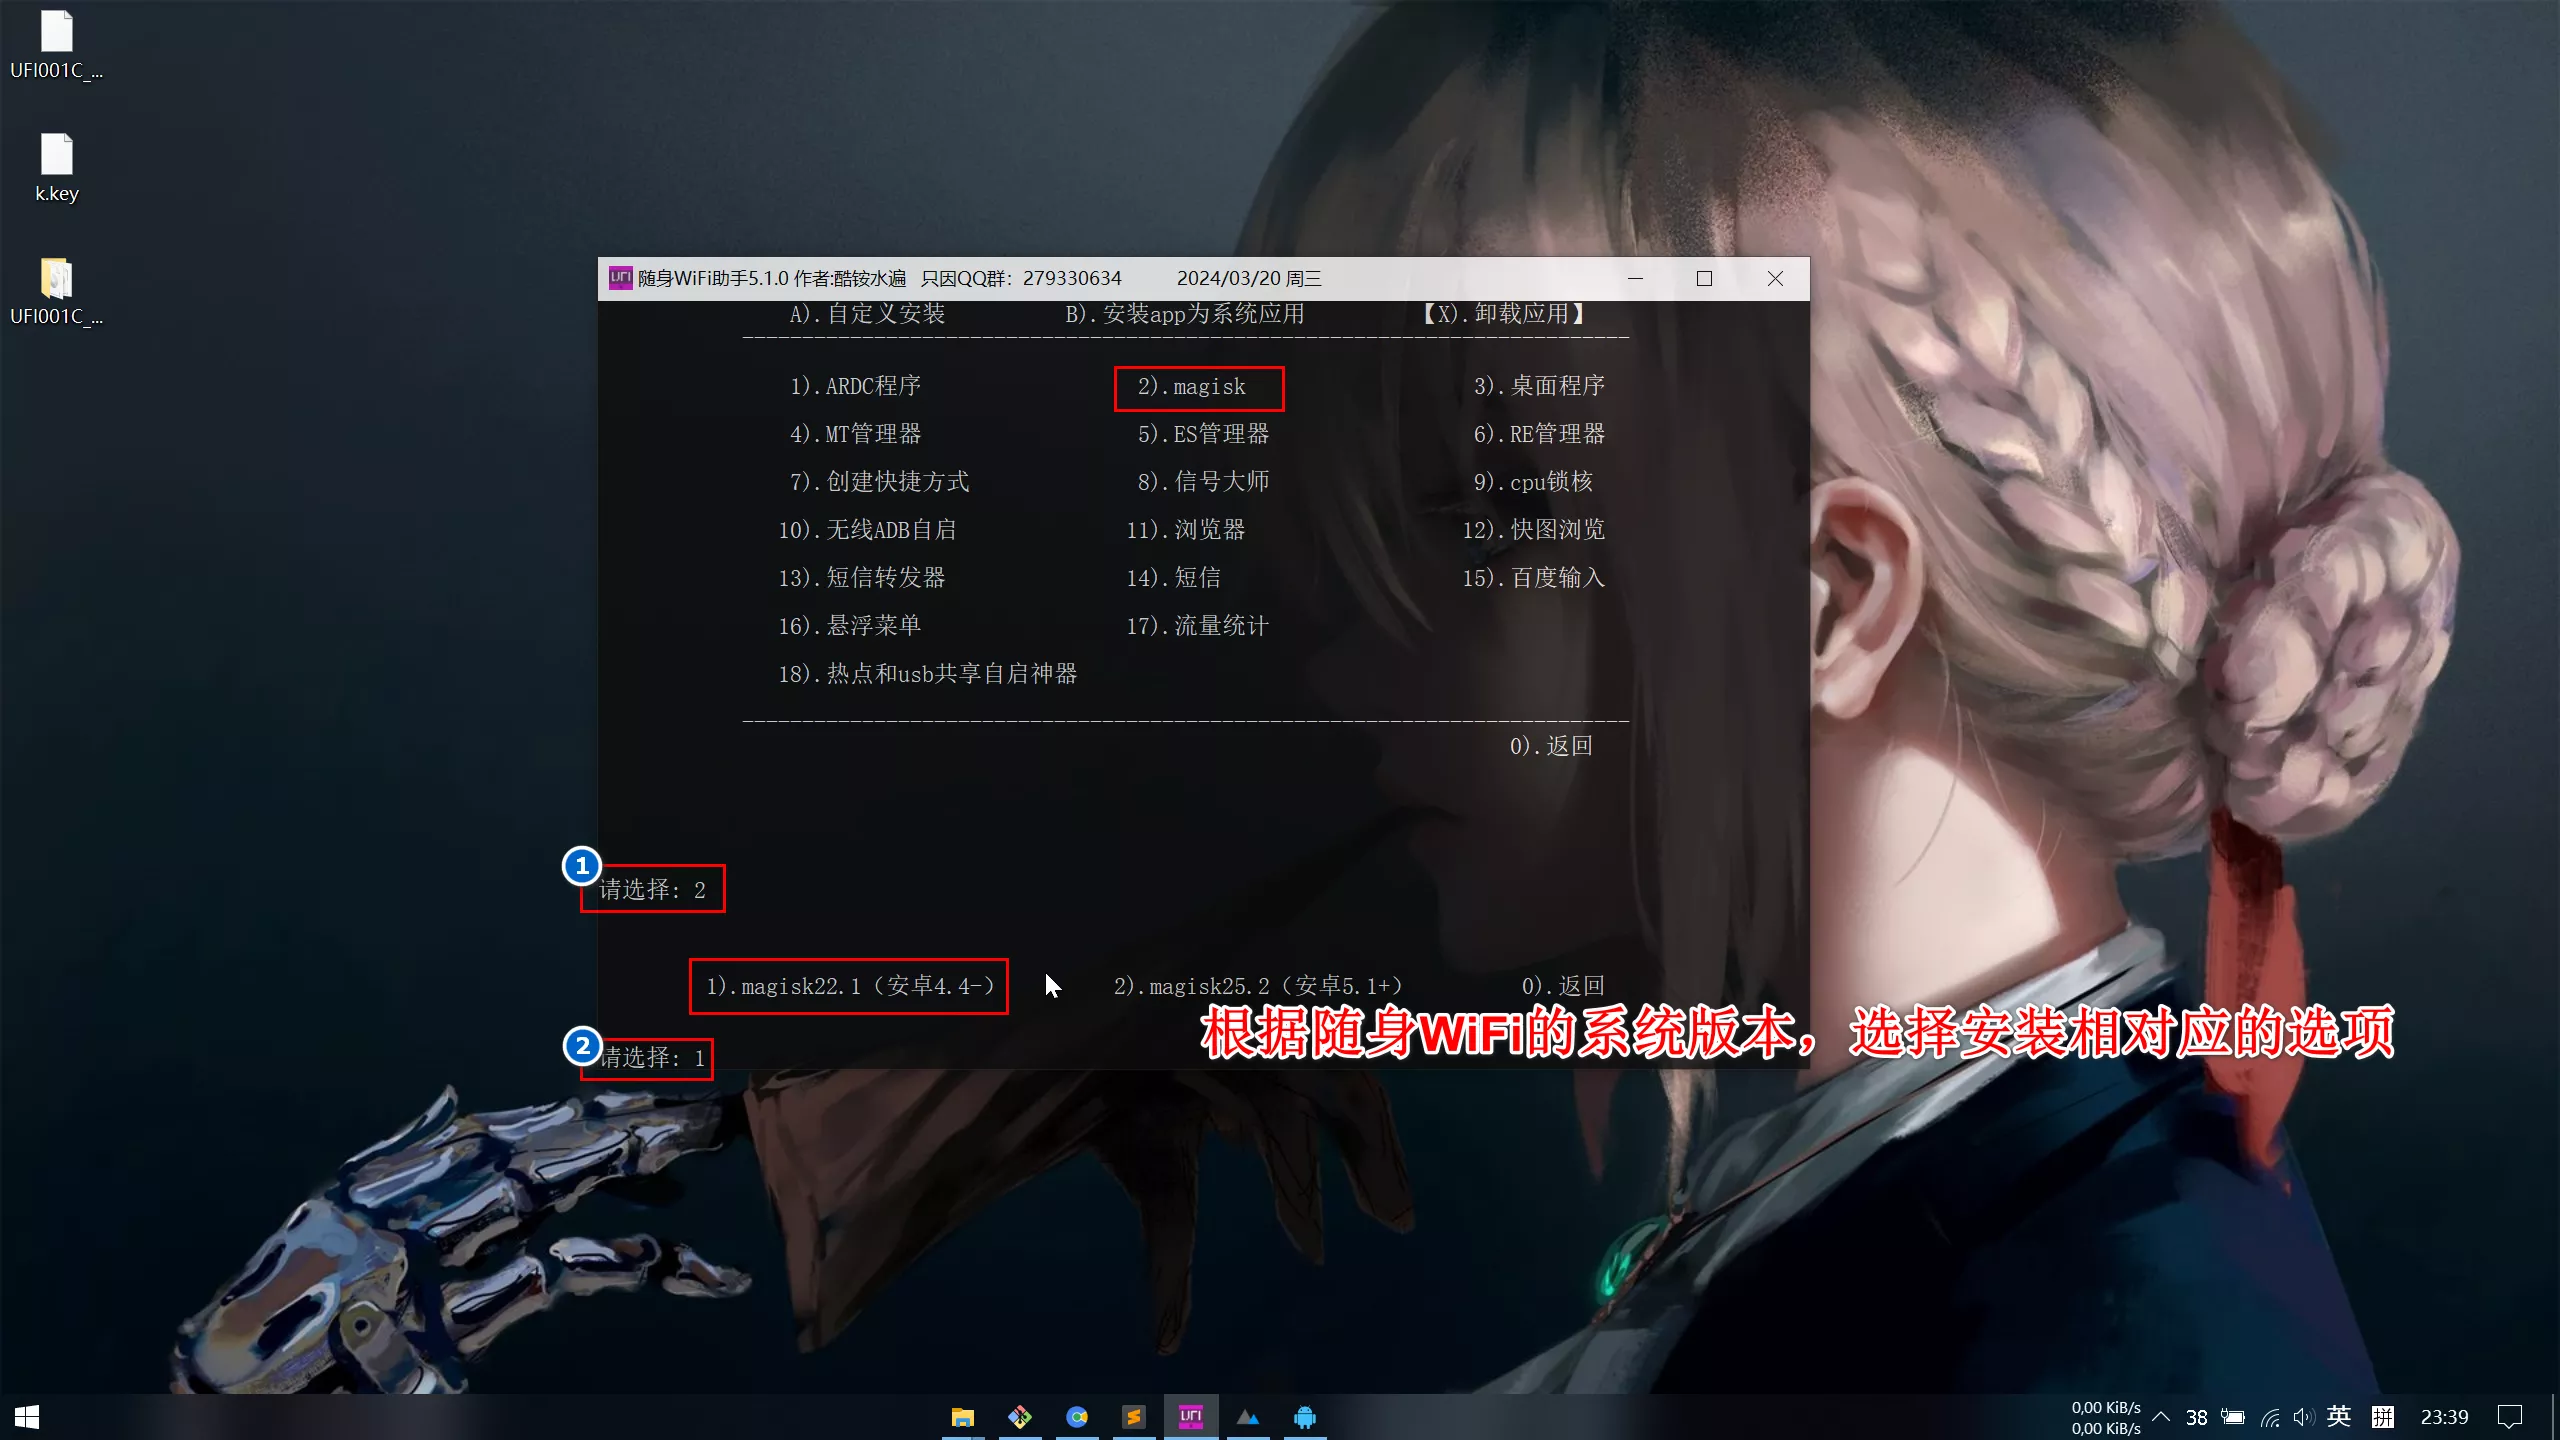 UFI001C_...
k.key
UFI001C_...
UFI 随身WiFi助手5.1.0 作者:酷铵水遍 只因QQ群：279330634 2024/03/20 周三
A).自定义安装 B).安装app为系统应用 【X).卸载应用】
--------------------------------------------------------------------------
1).ARDC程序 2).magisk 3).桌面程序
4).MT管理器 5).ES管理器 6).RE管理器
7).创建快捷方式 8).信号大师 9).cpu锁核
10).无线ADB自启 11).浏览器 12).快图浏览
13).短信转发器 14).短信 15).百度输入
16).悬浮菜单 17).流量统计
18).热点和usb共享自启神器
--------------------------------------------------------------------------
0).返回
1
请选择: 2
1).magisk22.1（安卓4.4-） 2).magisk25.2（安卓5.1+） 0).返回
根据随身WiFi的系统版本，选择安装相对应的选项
2
请选择: 1
UFI
0,00 KiB/s
0,00 KiB/s
38 英 拼 23:39